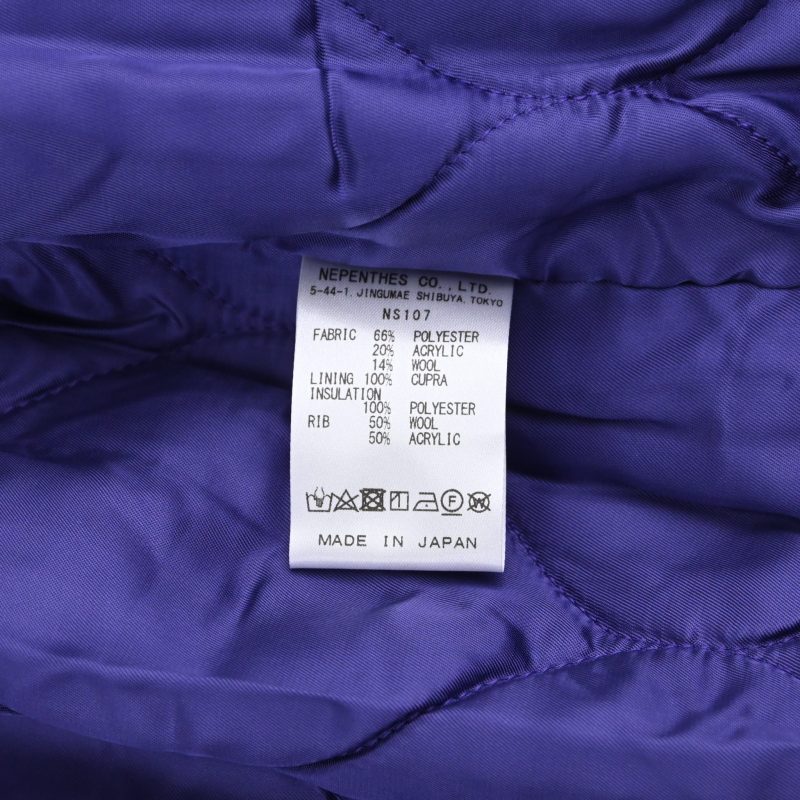 NEPENTHES CO.,LTD.
5-44-1, JINGUMAE SHIBUYA, TOKYO
NS107
FABRIC 66% POLYESTER
20% ACRYLIC
14% WOOL
LINING 100% CUPRA
INSULATION
100% POLYESTER
RIB 50% WOOL
50% ACRYLIC
F W
MADE IN JAPAN